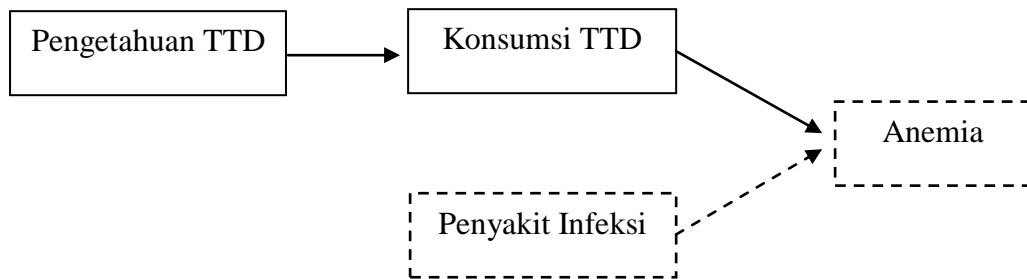 Pengetahuan TTD
Konsumsi TTD
Anemia
Penyakit Infeksi